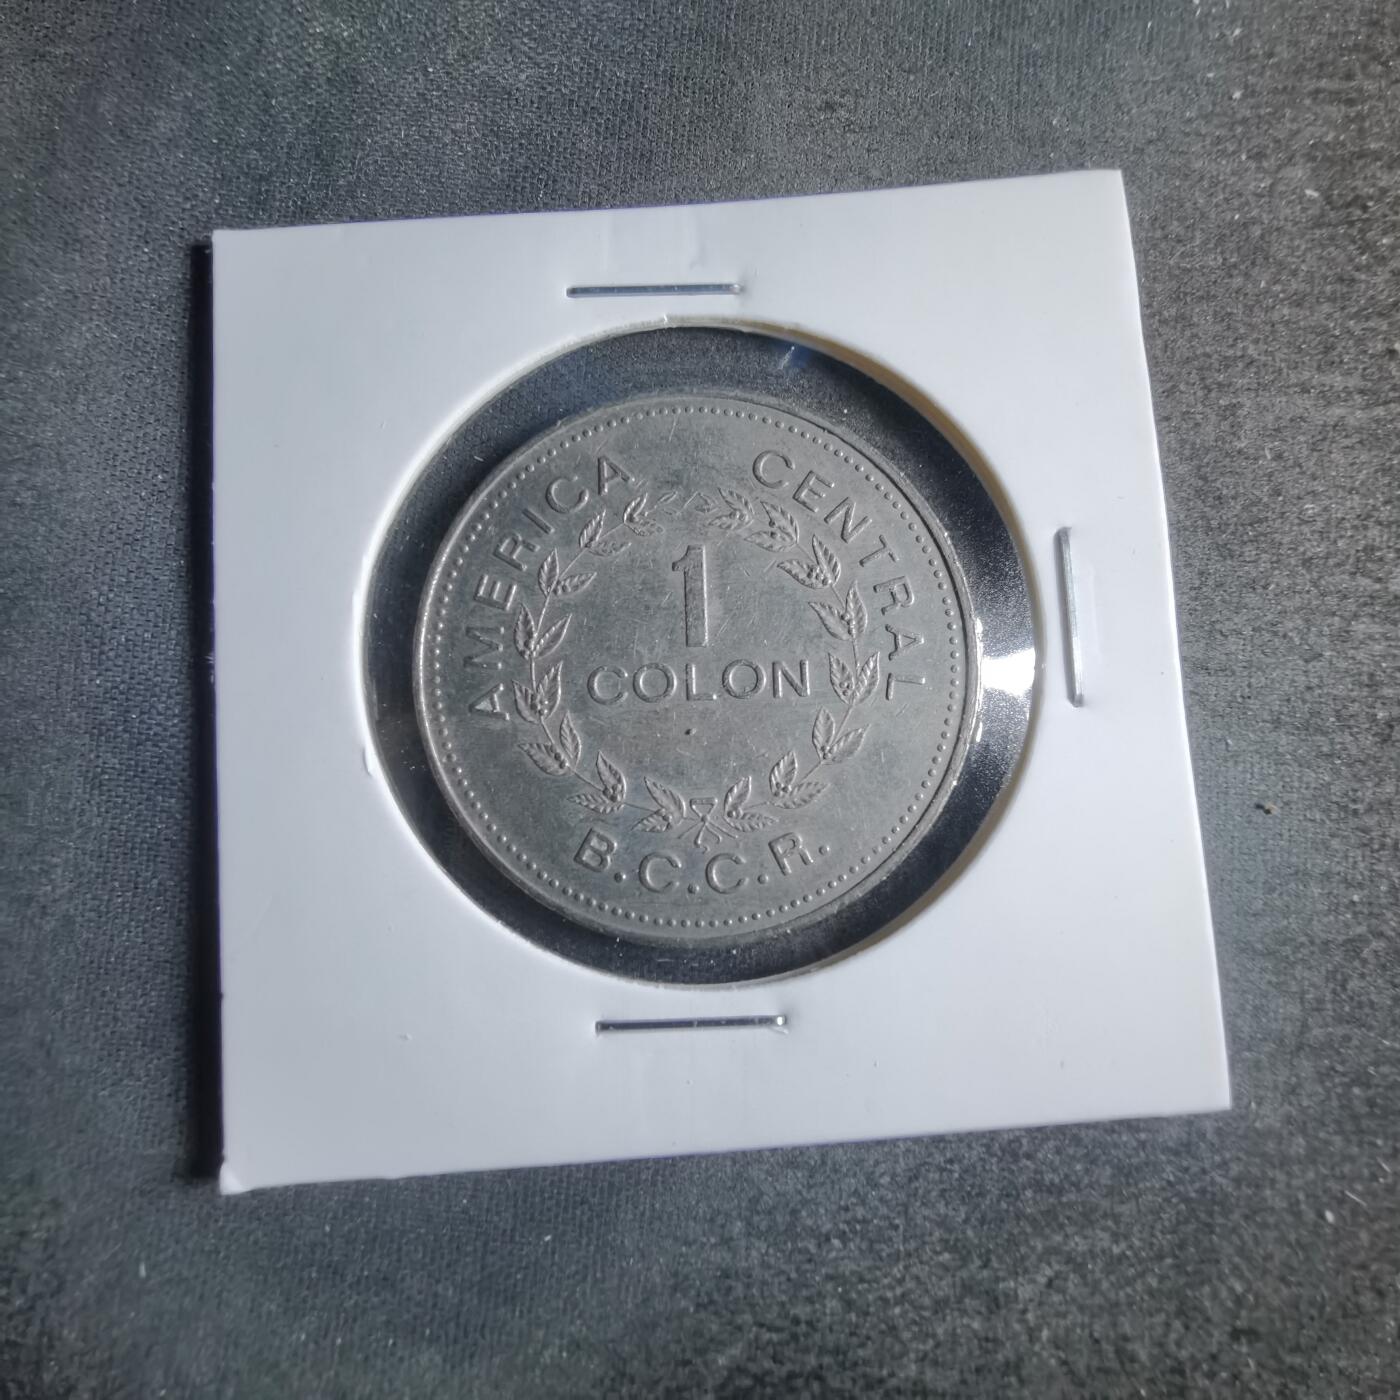 AMERICA CENTRAL
1
COLON
B.C.C.R.